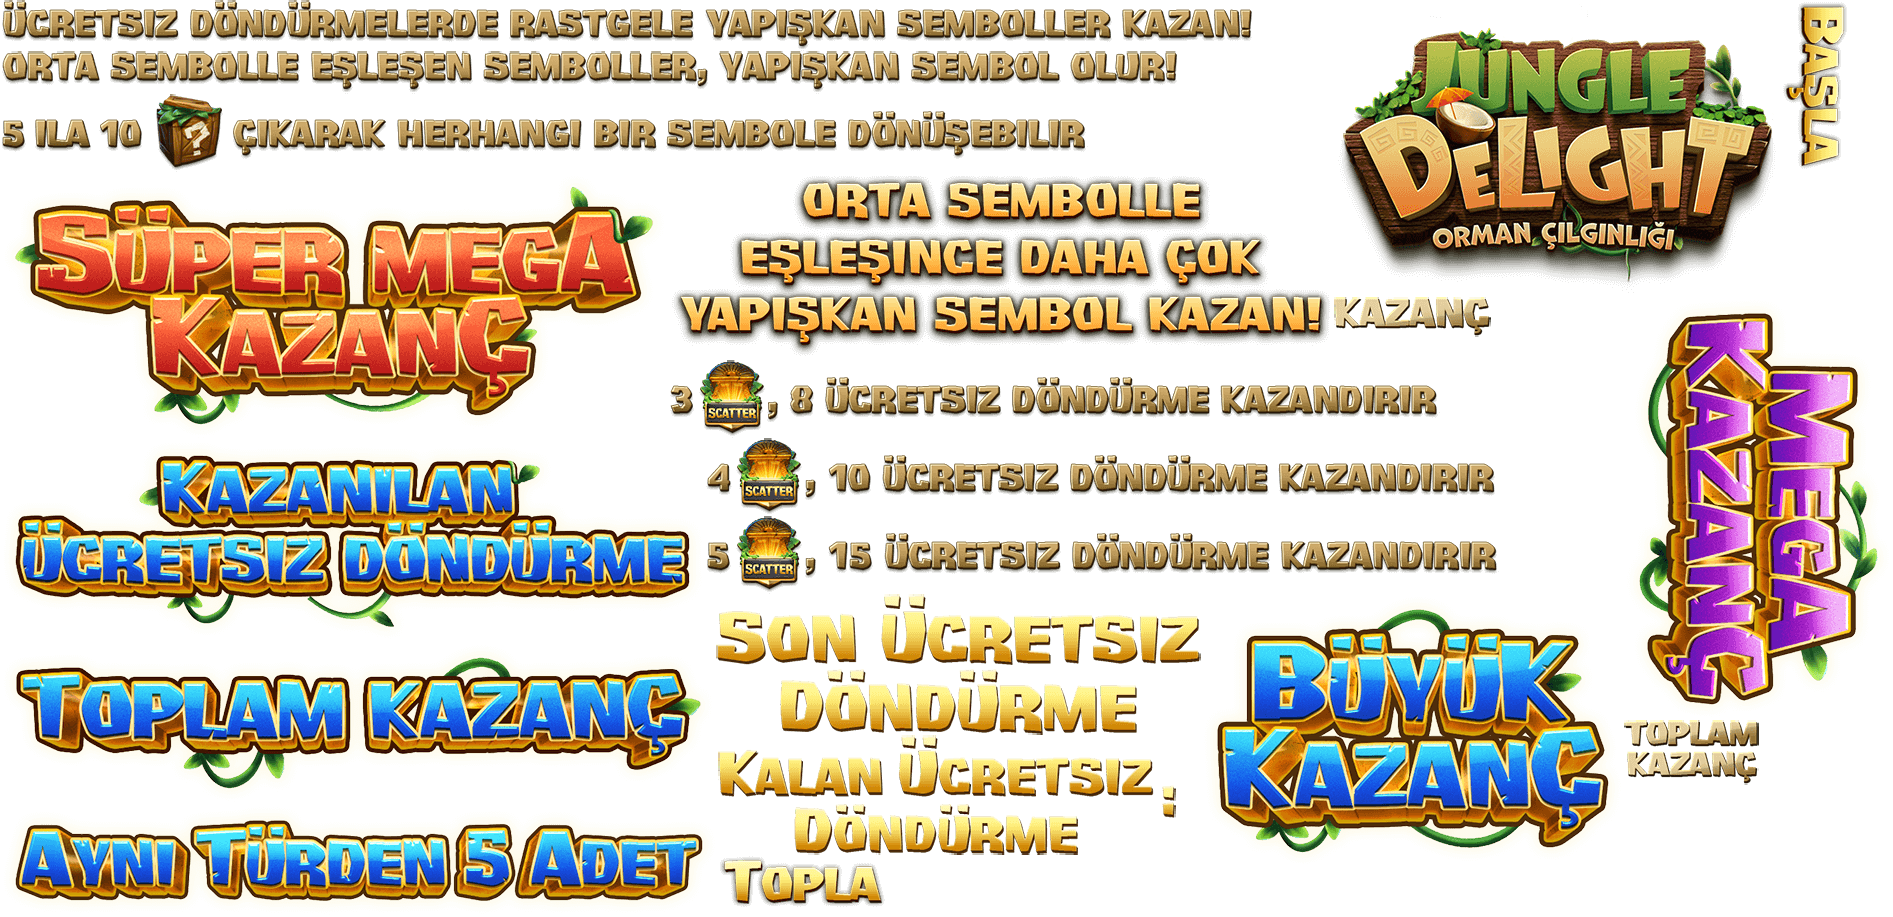 ÜCRETSIZ DÖNDÜRMELERDE RASTGELE YAPIŞKAN SEMBOLLER KAZAN!
ORTA SEMBOLLE EŞLEŞEN SEMBOLLER, YAPIŞKAN SEMBOL OLUR!
5 ILA 10 ? ÇIKARAK HERHANGI BIR SEMBOLE DÖNÜŞEBILIR
JUNGLE
DELIGHT
ORMAN ÇILGINLIĞI
BAŞLA
SÜPER MEGA
KAZANÇ
ORTA SEMBOLLE
EŞLEŞINCE DAHA ÇOK
YAPIŞKAN SEMBOL KAZAN!
KAZANÇ
3 SCATTER, 8 ÜCRETSIZ DÖNDÜRME KAZANDIRIR
4 SCATTER, 10 ÜCRETSIZ DÖNDÜRME KAZANDIRIR
5 SCATTER, 15 ÜCRETSIZ DÖNDÜRME KAZANDIRIR
MEGA
KAZANÇ
KAZANILAN
ÜCRETSIZ DÖNDÜRME
TOPLAM KAZANÇ
AYNI TÜRDEN 5 ADET
SON ÜCRETSIZ
DÖNDÜRME
KALAN ÜCRETSIZ :
DÖNDÜRME
TOPLA
BÜYÜK
KAZANÇ
TOPLAM
KAZANÇ